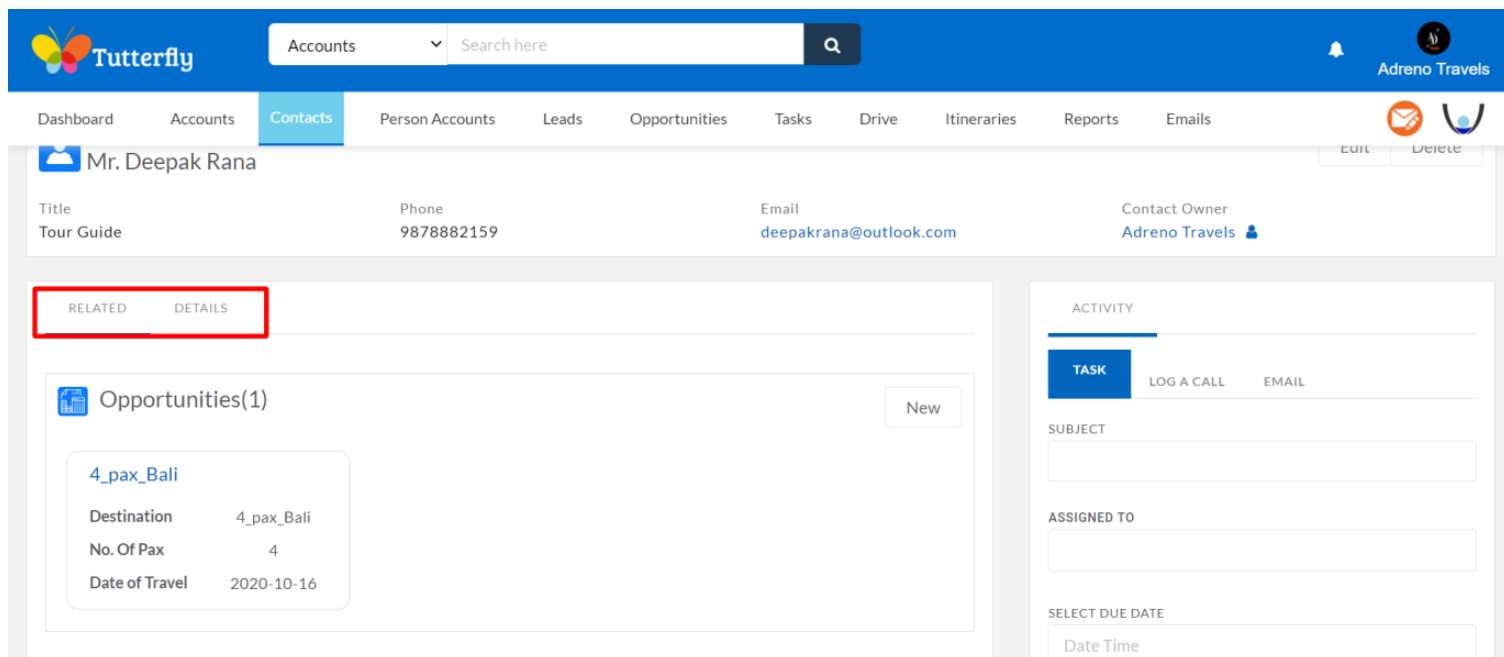 Tutterfly
Accounts
Search here
Adreno Travels
Dashboard Accounts Contacts Person Accounts Leads Opportunities Tasks Drive Itineraries Reports Emails
Mr. Deepak Rana
Edit Delete
Title Phone Email Contact Owner
Tour Guide 9878882159 deepakrana@outlook.com Adreno Travels
RELATED DETAILS
Opportunities(1)
New
4_pax_Bali
Destination 4_pax_Bali
No. Of Pax 4
Date of Travel 2020-10-16
ACTIVITY
TASK LOG A CALL EMAIL
SUBJECT
ASSIGNED TO
SELECT DUE DATE
Date Time